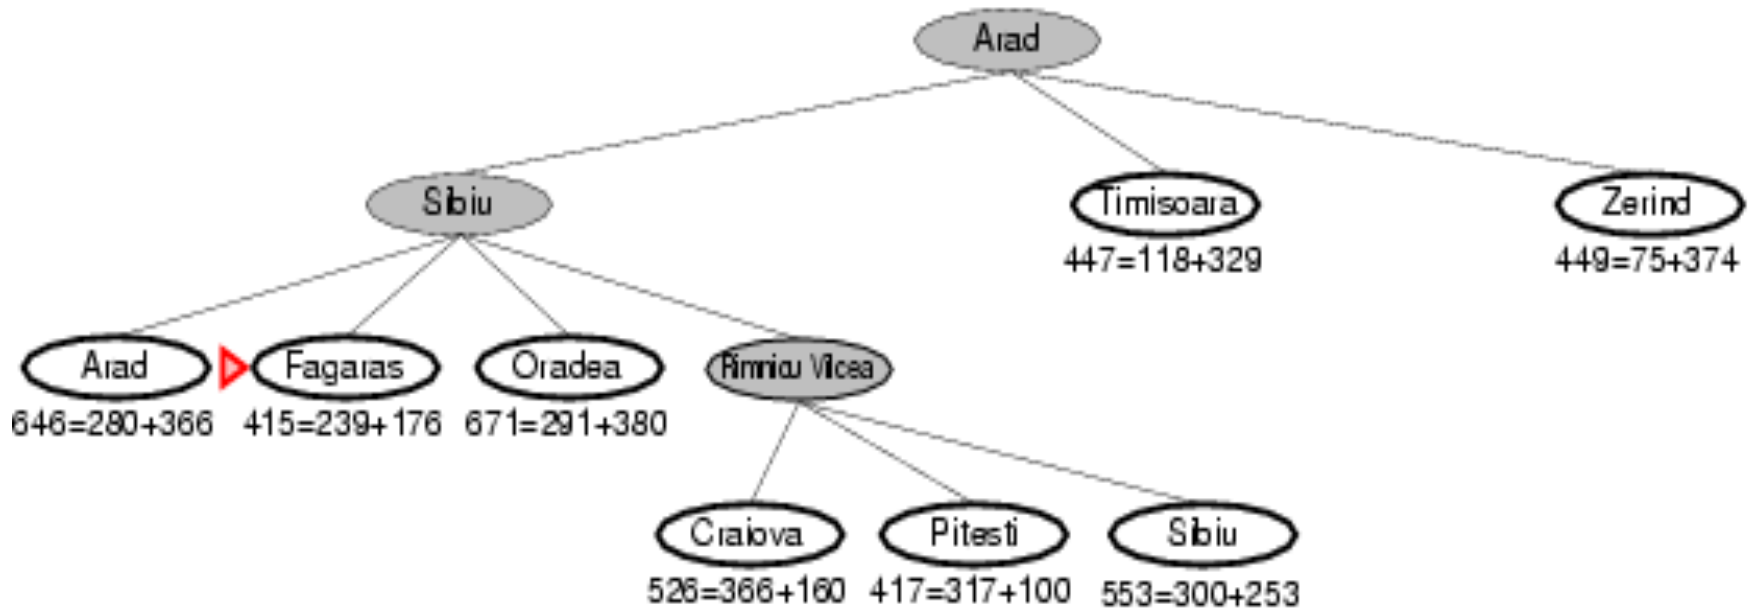 Arad
Sibiu
Timisoara
Zerind
447=118+329
449=75+374
Arad
Fagaras
Oradea
Rimnicu Vilcea
646=280+366
415=239+176
671=291+380
Craiova
Pitesti
Sibiu
526=366+160
417=317+100
553=300+253